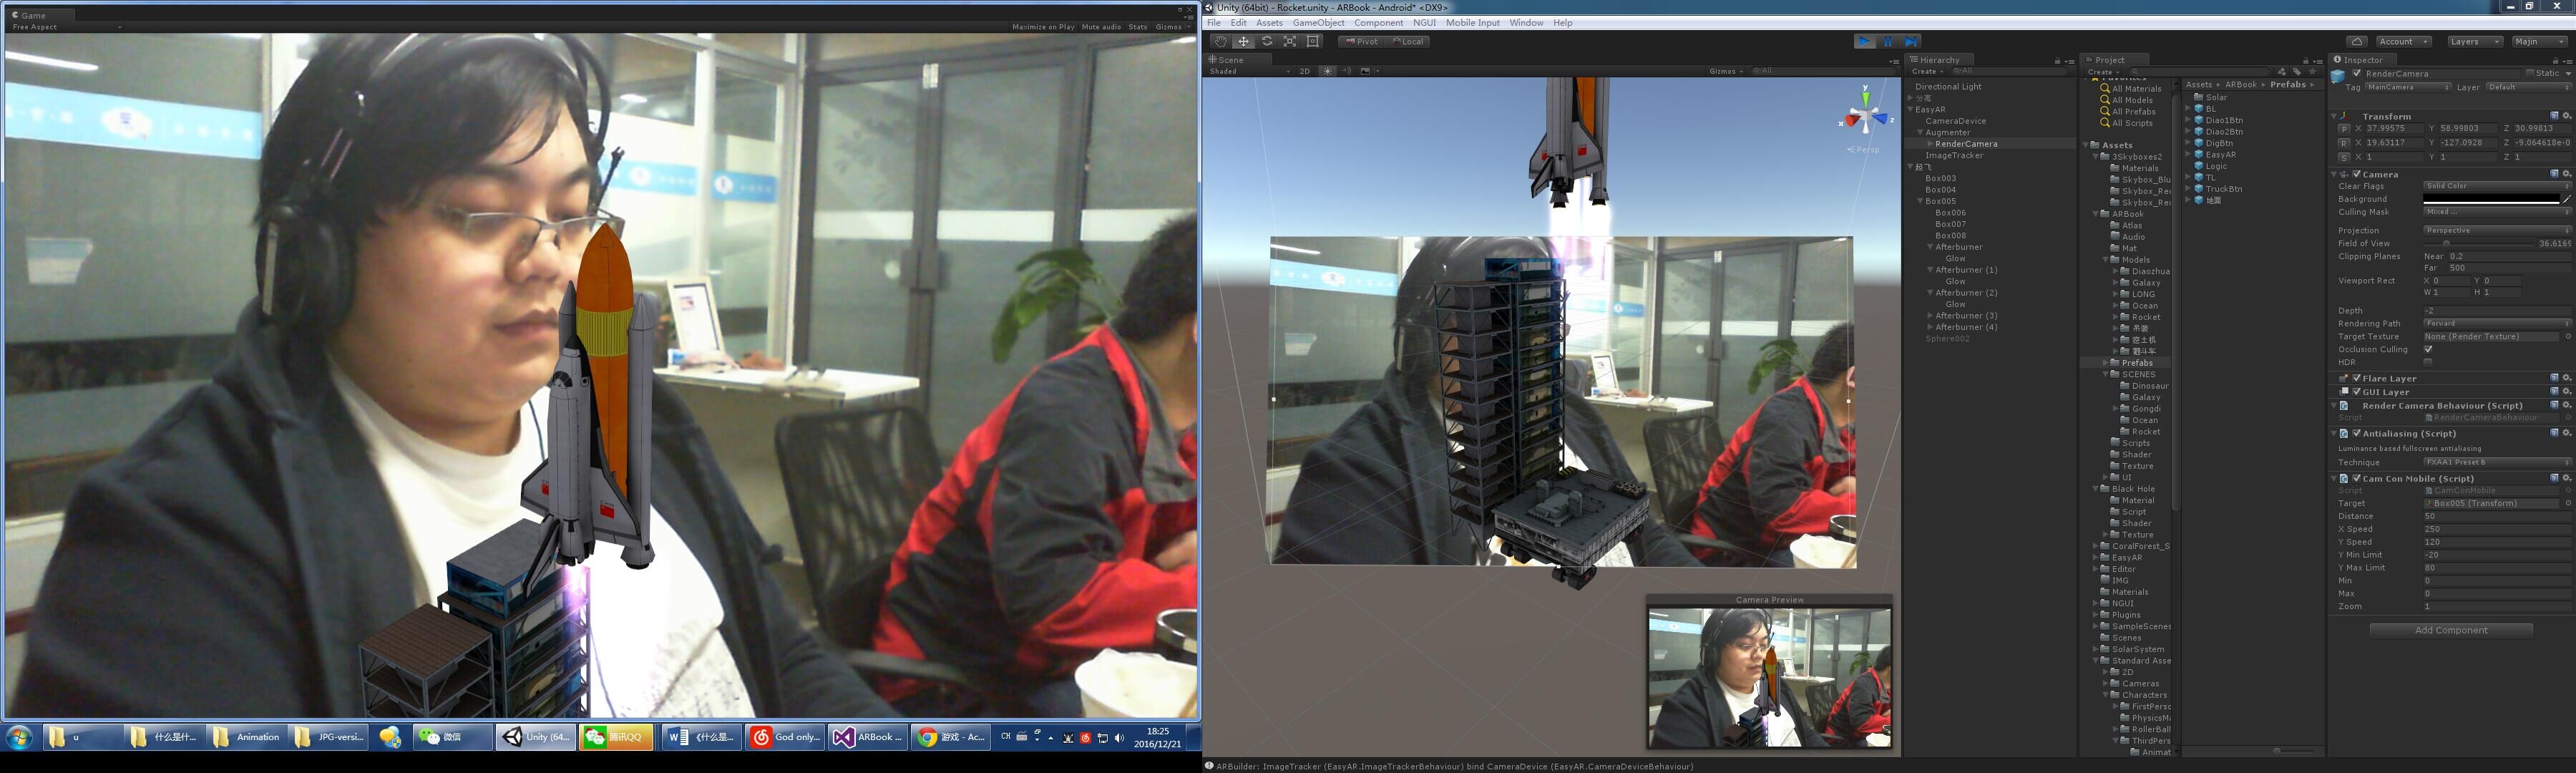 Game
Free Aspect
Maximize on Play Mute audio Stats Gizmos
Unity (64bit) - Rocket.unity - ARBook - Android* <DX9>
File Edit Assets GameObject Component NGUI Mobile Input Window Help
Pivot Local
Account Layers Majin
Scene
Shaded 2D Gizmos All
y
x
z
Persp
Camera Preview
Hierarchy
Create All
Directional Light
分离
EasyAR
CameraDevice
Augmenter
RenderCamera
ImageTracker
起飞
Box003
Box004
Box005
Box006
Box007
Box008
Afterburner
Glow
Afterburner (1)
Glow
Afterburner (2)
Glow
Afterburner (3)
Afterburner (4)
Sphere002
Project
Create
Favorites
All Materials
All Models
All Prefabs
All Scripts
Assets
3Skyboxes2
Materials
Skybox_Blu
Skybox_Re
Skybox_Re
ARBook
Atlas
Audio
Mat
Models
Diaozhua
Galaxy
LONG
Ocean
Rocket
吊装
挖土机
翻斗车
Prefabs
SCENES
Dinosaur
Galaxy
Gongdi
Ocean
Rocket
Scripts
Shader
Texture
UI
Black Hole
Material
Script
Shader
Texture
CoralForest_S
EasyAR
Editor
IMG
Materials
NGUI
Plugins
SampleScenes
Scenes
SolarSystem
Standard Asse
2D
Cameras
Characters
FirstPerso
PhysicsMa
RollerBall
ThirdPers
Animat
Assets ARBook Prefabs
Solar
BL
Diao1Btn
Diao2Btn
DigBtn
EasyAR
Logic
TL
TruckBtn
地面
Inspector
RenderCamera Static
Tag MainCamera Layer Default
Transform
P X 37.99575 Y 58.99803 Z 30.99813
R X 19.63117 Y -127.0928 Z -9.064618e-0
S X 1 Y 1 Z 1
Camera
Clear Flags Solid Color
Background
Culling Mask Mixed ...
Projection Perspective
Field of View 36.6169
Clipping Planes Near 0.2
Far 500
Viewport Rect X 0 Y 0
W 1 H 1
Depth -2
Rendering Path Forward
Target Texture None (Render Texture)
Occlusion Culling
HDR
Flare Layer
GUI Layer
Render Camera Behaviour (Script)
Script RenderCameraBehaviour
Antialiasing (Script)
Luminance based fullscreen antialiasing
Technique FXAA1 Preset B
Cam Con Mobile (Script)
Script CamConMobile
Target Box005 (Transform)
Distance 50
X Speed 250
Y Speed 120
Y Min Limit -20
Y Max Limit 80
Min 0
Max 0
Zoom 1
Add Component
u 什么是什... Animation JPG-versi... 微信 Unity (64... 腾讯QQ 《什么是... God only... ARBook ... 游戏 - Ac... CH
18:25
2016/12/21
ARBuilder: ImageTracker (EasyAR.ImageTrackerBehaviour) bind CameraDevice (EasyAR.CameraDeviceBehaviour)